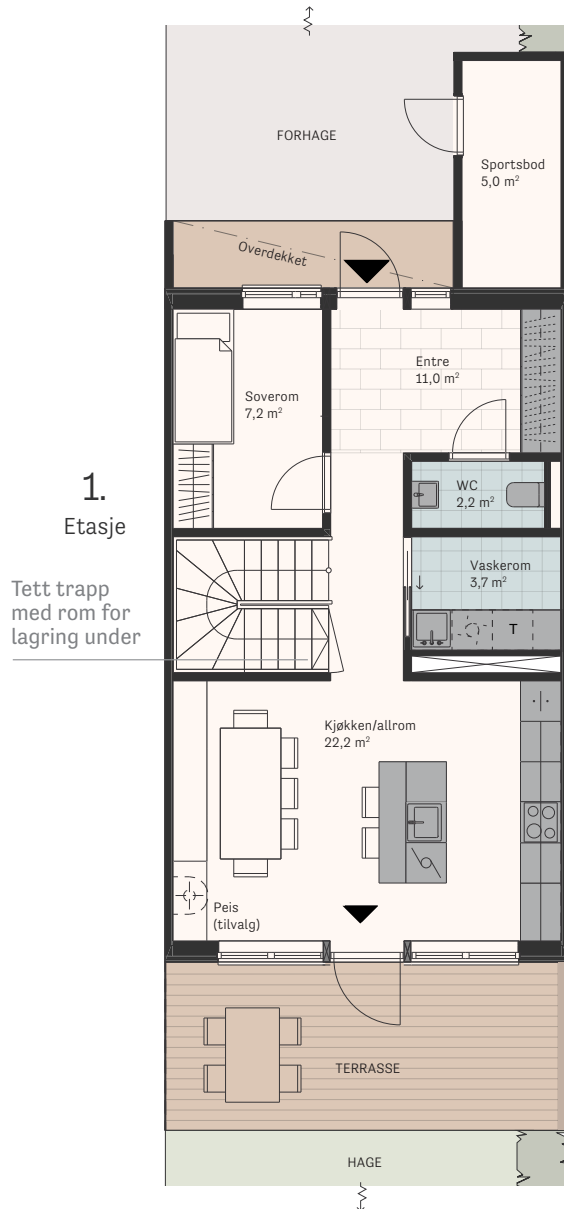 FORHAGE
Sportsbod
5,0 m²
Overdekket
Entre
11,0 m²
Soverom
7,2 m²
1.
Etasje
WC
2,2 m²
Vaskerom
3,7 m²
T
Tett trapp
med rom for
lagring under
Kjøkken/allrom
22,2 m²
Peis
(tilvalg)
TERRASSE
HAGE